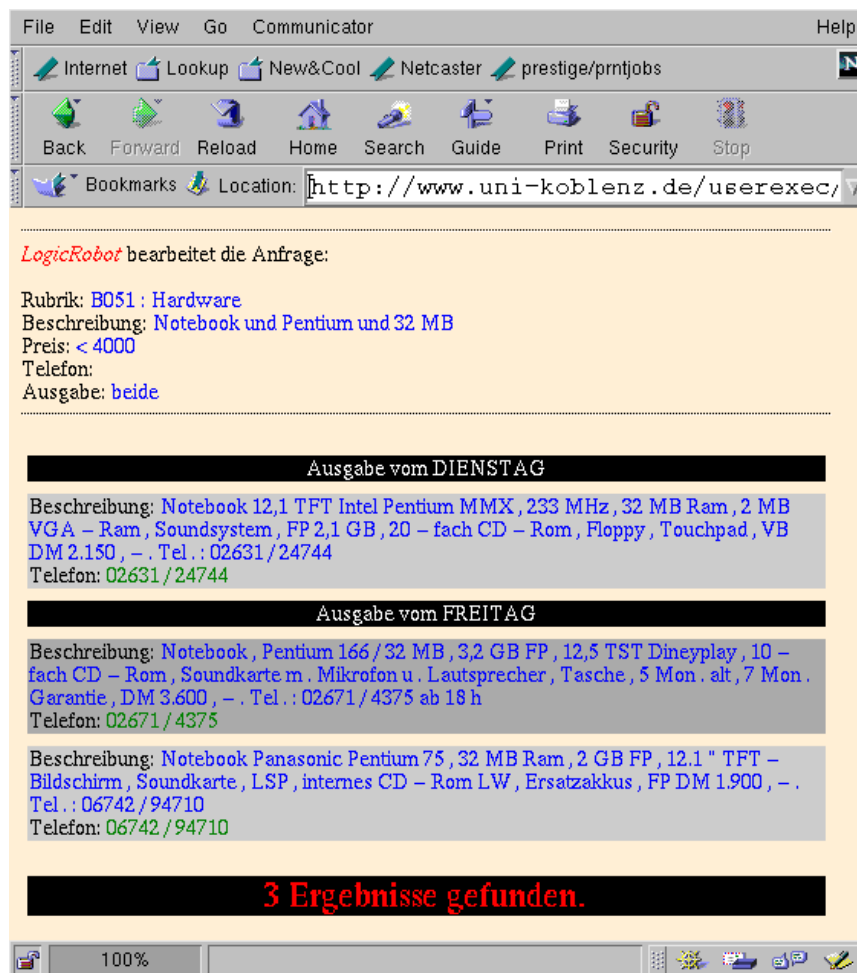 File Edit View Go Communicator Help
Internet Lookup New&Cool Netcaster prestige/prntjobs
N
Back Forward Reload Home Search Guide Print Security Stop
Bookmarks Location: http://www.uni-koblenz.de/userexec/
LogicRobot bearbeitet die Anfrage:
Rubrik: B051 : Hardware
Beschreibung: Notebook und Pentium und 32 MB
Preis: < 4000
Telefon:
Ausgabe: beide
Ausgabe vom DIENSTAG
Beschreibung: Notebook 12,1 TFT Intel Pentium MMX , 233 MHz , 32 MB Ram , 2 MB
VGA – Ram , Soundsystem , FP 2,1 GB , 20 – fach CD – Rom , Floppy , Touchpad , VB
DM 2.150 , – . Tel . : 02631 / 24744
Telefon: 02631 / 24744
Ausgabe vom FREITAG
Beschreibung: Notebook , Pentium 166 / 32 MB , 3,2 GB FP , 12,5 TST Dineyplay , 10 –
fach CD – Rom , Soundkarte m . Mikrofon u . Lautsprecher , Tasche , 5 Mon . alt , 7 Mon .
Garantie , DM 3.600 , – . Tel . : 02671 / 4375 ab 18 h
Telefon: 02671 / 4375
Beschreibung: Notebook Panasonic Pentium 75 , 32 MB Ram , 2 GB FP , 12.1 " TFT –
Bildschirm , Soundkarte , LSP , internes CD – Rom LW , Ersatzakkus , FP DM 1.900 , – .
Tel . : 06742 / 94710
Telefon: 06742 / 94710
3 Ergebnisse gefunden.
100%